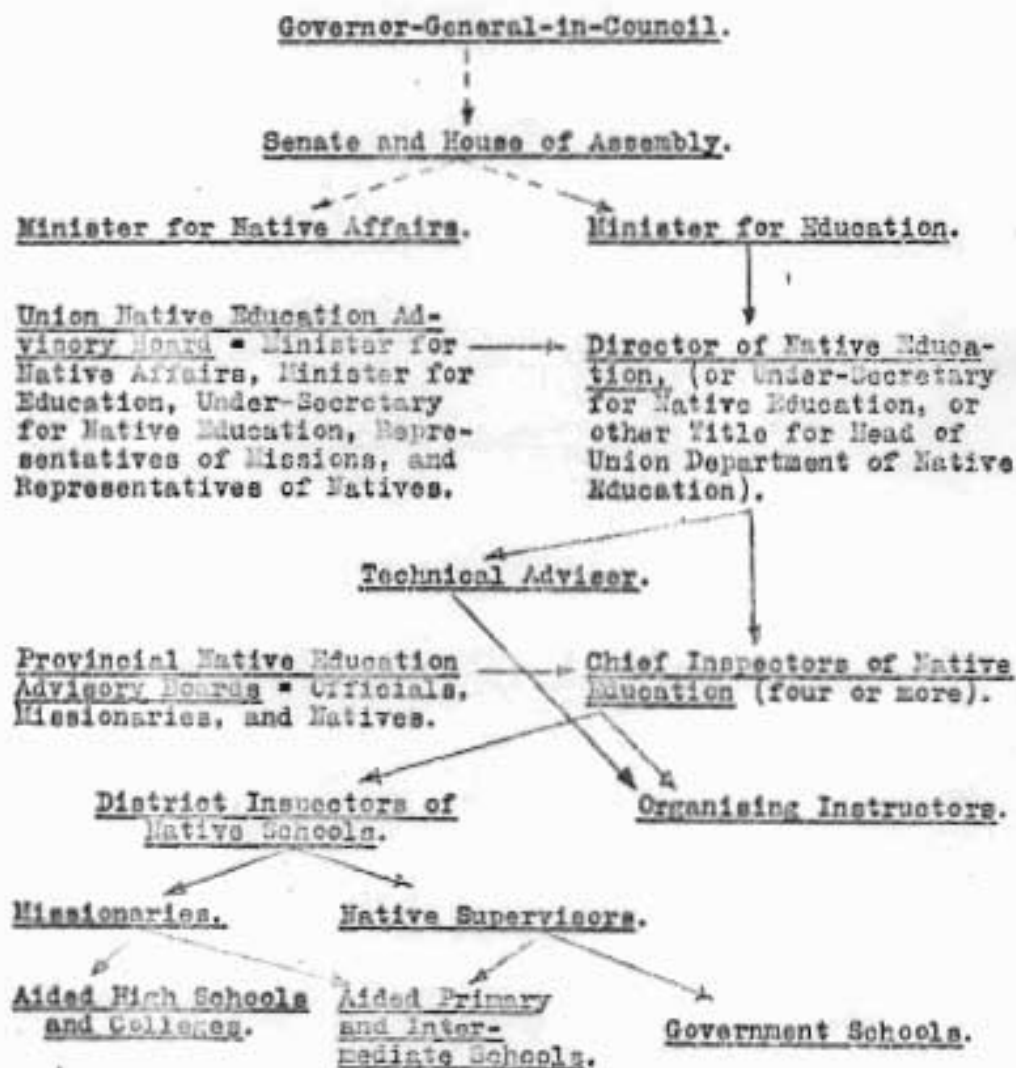 Governor-General-in-Council.
Senate and House of Assembly.
Minister for Native Affairs.
Minister for Education.
Union Native Education Ad-
visory Board = Minister for
Native Affairs, Minister for
Education, Under-Secretary
for Native Education, Repre-
sentatives of Missions, and
Representatives of Natives.
Director of Native Educa-
tion, (or Under-Secretary
for Native Education, or
other Title for Head of
Union Department of Native
Education).
Technical Adviser.
Provincial Native Education
Advisory Boards = Officials,
Missionaries, and Natives.
Chief Inspectors of Native
Education (four or more).
District Inspectors of
Native Schools.
Organising Instructors.
Missionaries.
Native Supervisors.
Aided High Schools
and Colleges.
Aided Primary
and Inter-
mediate Schools.
Government Schools.